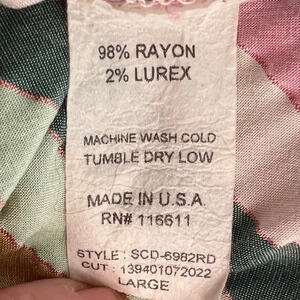 98% RAYON
2% LUREX
MACHINE WASH COLD
TUMBLE DRY LOW
MADE IN U.S.A.
RN# 116611
STYLE : SCD-6982RD
CUT : 139401072022
LARGE